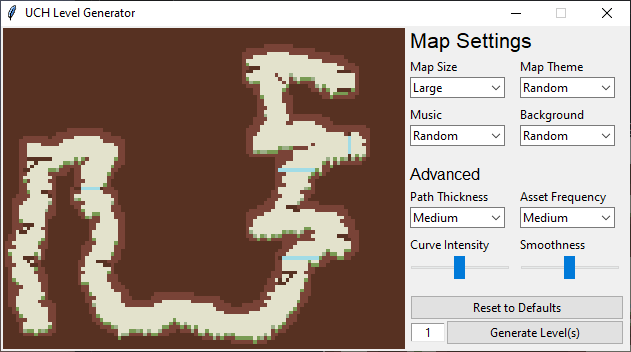 UCH Level Generator
Map Settings
Map Size Map Theme
Large Random
Music Background
Random Random
Advanced
Path Thickness Asset Frequency
Medium Medium
Curve Intensity Smoothness
Reset to Defaults
1 Generate Level(s)